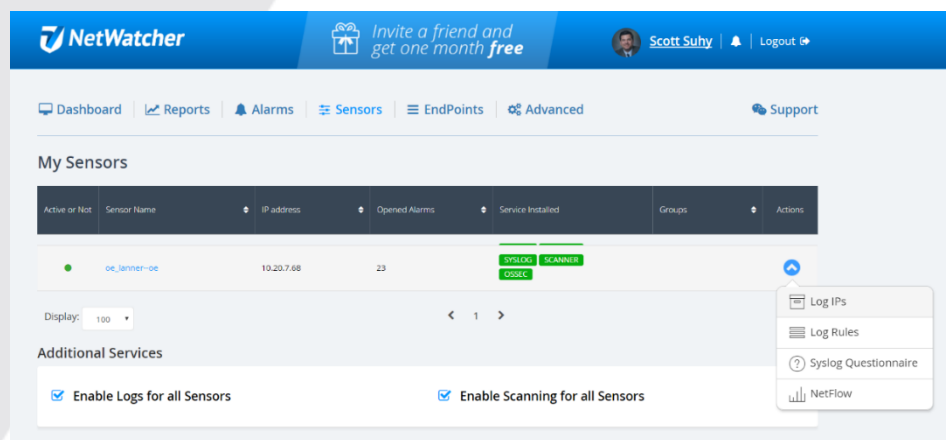 NetWatcher
Invite a friend and
get one month free
Scott Suhy
Logout
Dashboard
Reports
Alarms
Sensors
EndPoints
Advanced
Support
My Sensors
Active or Not
Sensor Name
IP address
Opened Alarms
Service Installed
Groups
Actions
oe_lanner--oe
10.20.7.68
23
SYSLOG SCANNER
OSSEC
Log IPs
Log Rules
Syslog Questionnaire
NetFlow
Display: 100
1
Additional Services
Enable Logs for all Sensors
Enable Scanning for all Sensors